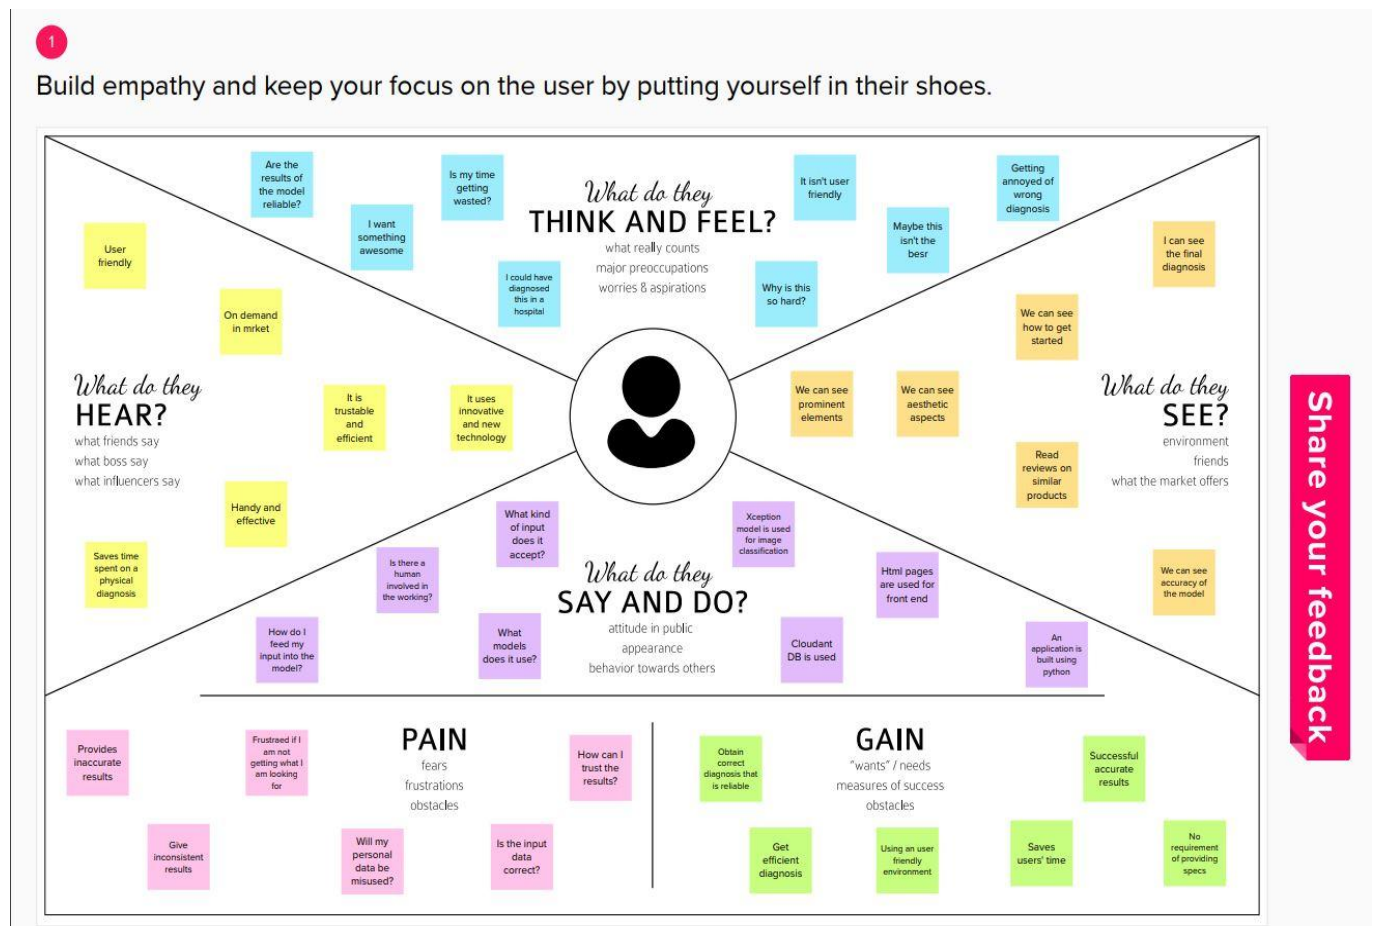 1
Build empathy and keep your focus on the user by putting yourself in their shoes.
What do they
THINK AND FEEL?
what really counts
major preoccupations
worries & aspirations
Are the
results of
the model
reliable?
I want
something
awesome
Is my time
getting
wasted?
I could have
diagnosed
this in a
hospital
It isn't user
friendly
Why is this
so hard?
Maybe this
isn't the
besr
Getting
annoyed of
wrong
diagnosis
What do they
HEAR?
what friends say
what boss say
what influencers say
User
friendly
On demand
in mrket
It is
trustable
and
efficient
It uses
innovative
and new
technology
Handy and
effective
Saves time
spent on a
physical
diagnosis
What do they
SEE?
environment
friends
what the market offers
I can see
the final
diagnosis
We can see
how to get
started
We can see
prominent
elements
We can see
aesthetic
aspects
Read
reviews on
similar
products
We can see
accuracy of
the model
What do they
SAY AND DO?
attitude in public
appearance
behavior towards others
What kind
of input
does it
accept?
Is there a
human
involved in
the working?
How do I
feed my
input into the
model?
What
models
does it use?
Xception
model is used
for image
classification
Html pages
are used for
front end
Cloudant
DB is used
An
application is
built using
python
PAIN
fears
frustrations
obstacles
Provides
inaccurate
results
Frustraed if I
am not
getting what I
am looking
for
How can I
trust the
results?
Give
inconsistent
results
Will my
personal
data be
misused?
Is the input
data
correct?
GAIN
"wants" / needs
measures of success
obstacles
Obtain
correct
diagnosis that
is reliable
Successful
accurate
results
Get
efficient
diagnosis
Using an user
friendly
environment
Saves
users' time
No
requirement
of providing
specs
Share your feedback